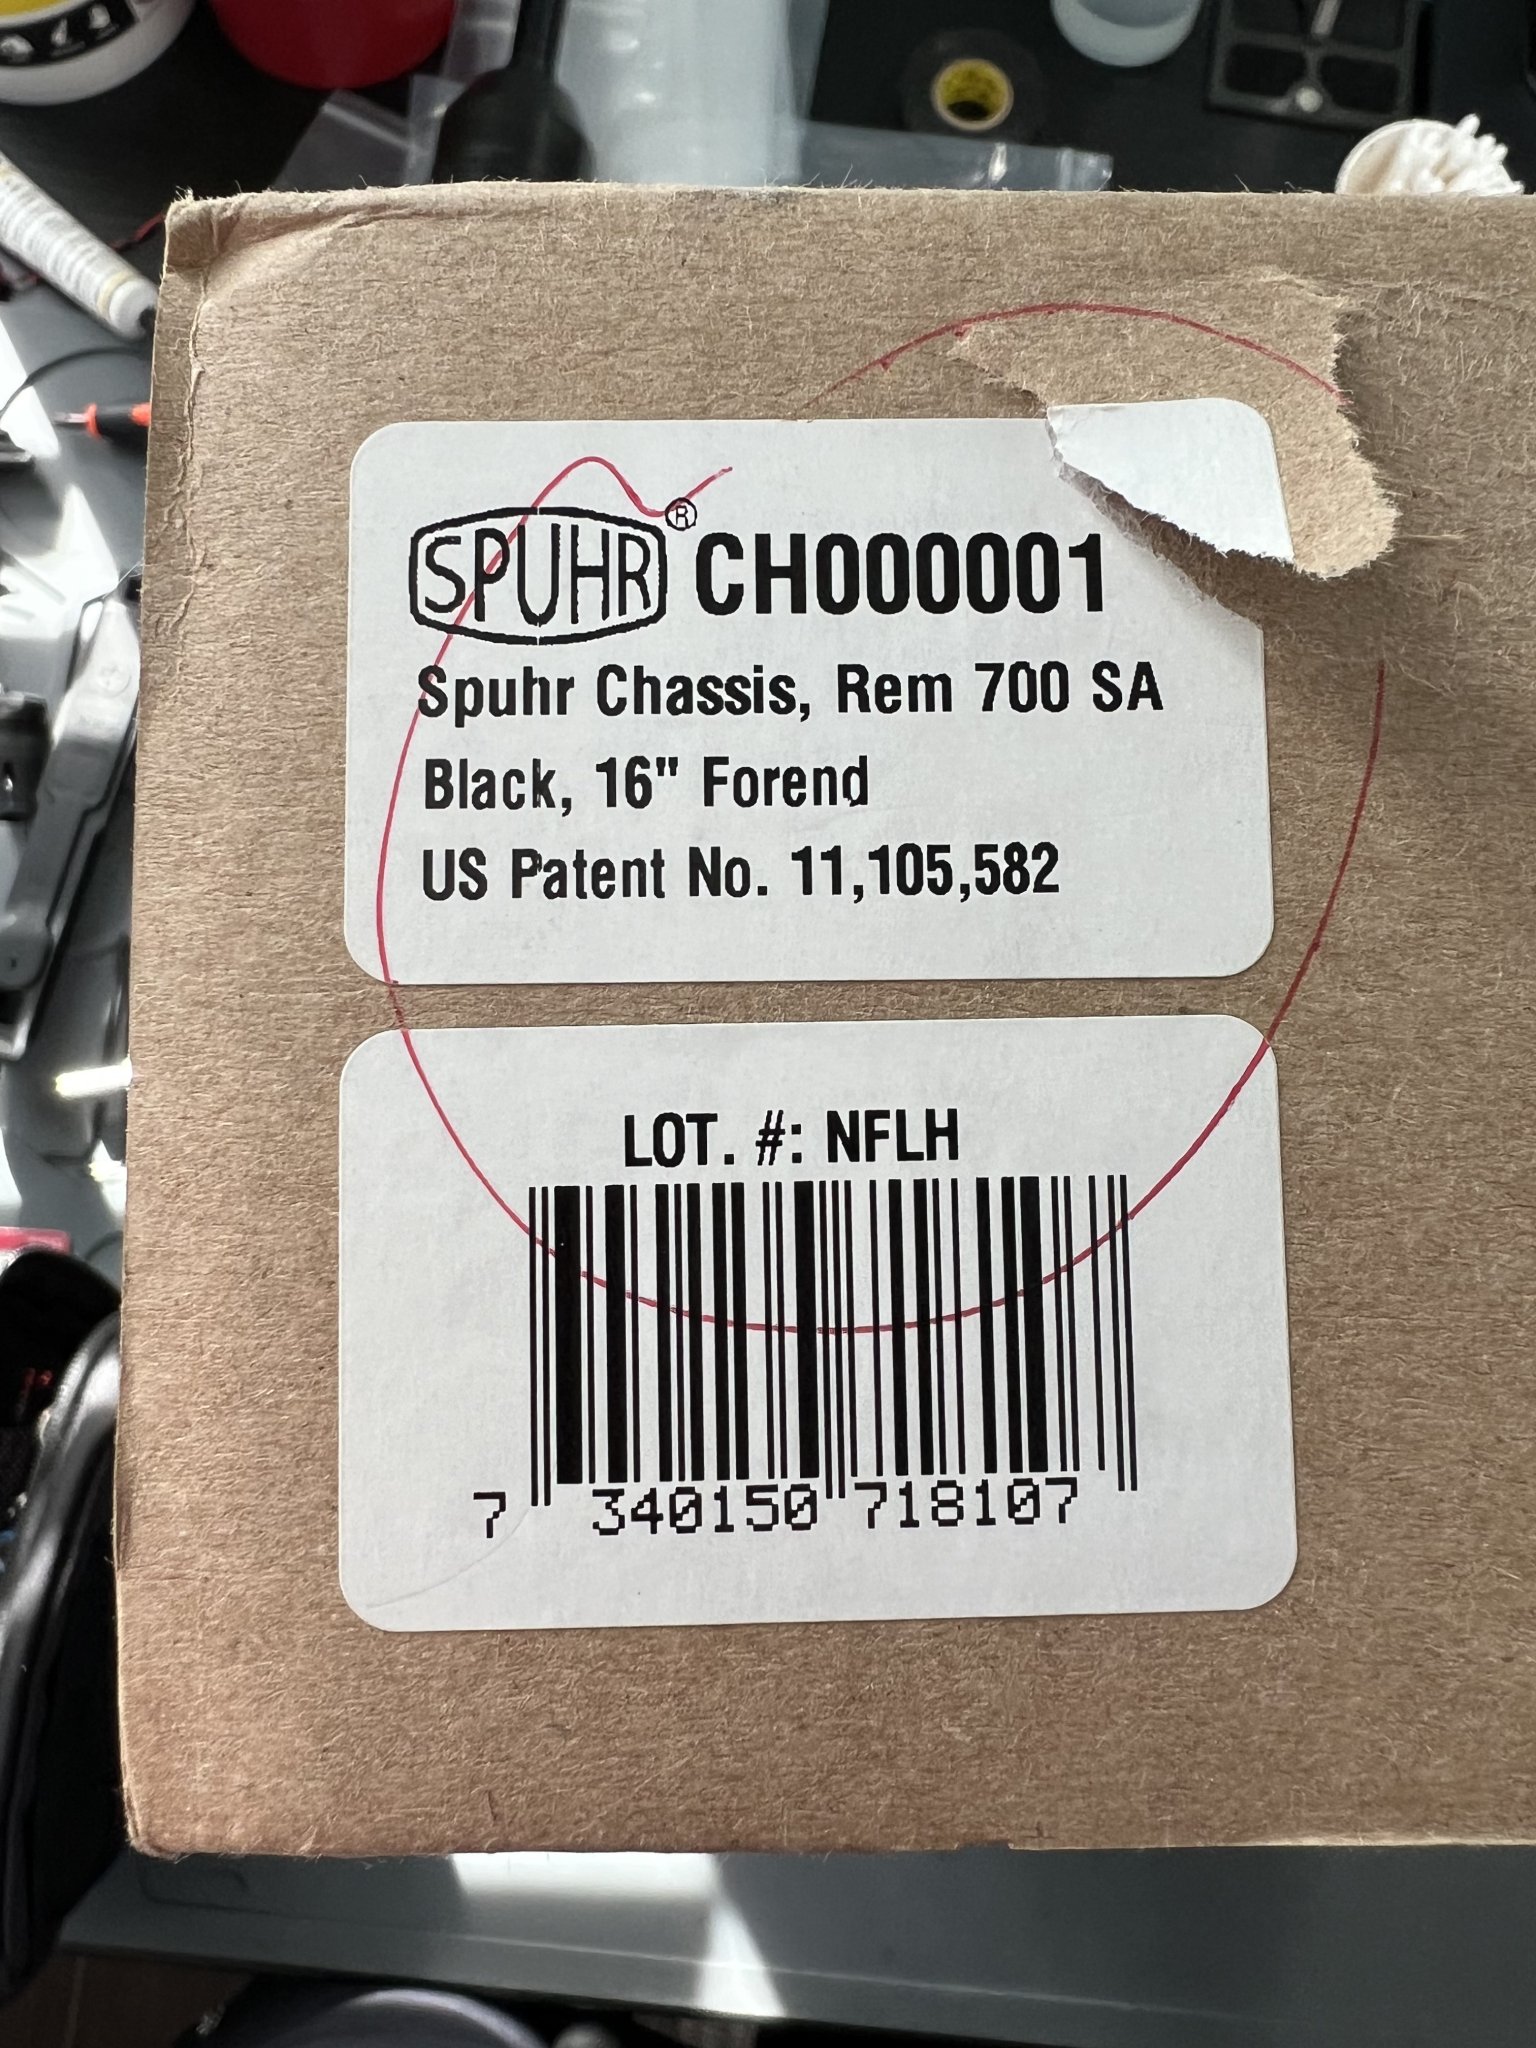 SPUHR® CH000001
Spuhr Chassis, Rem 700 SA
Black, 16" Forend
US Patent No. 11,105,582
LOT. #: NFLH
7 340150 718107